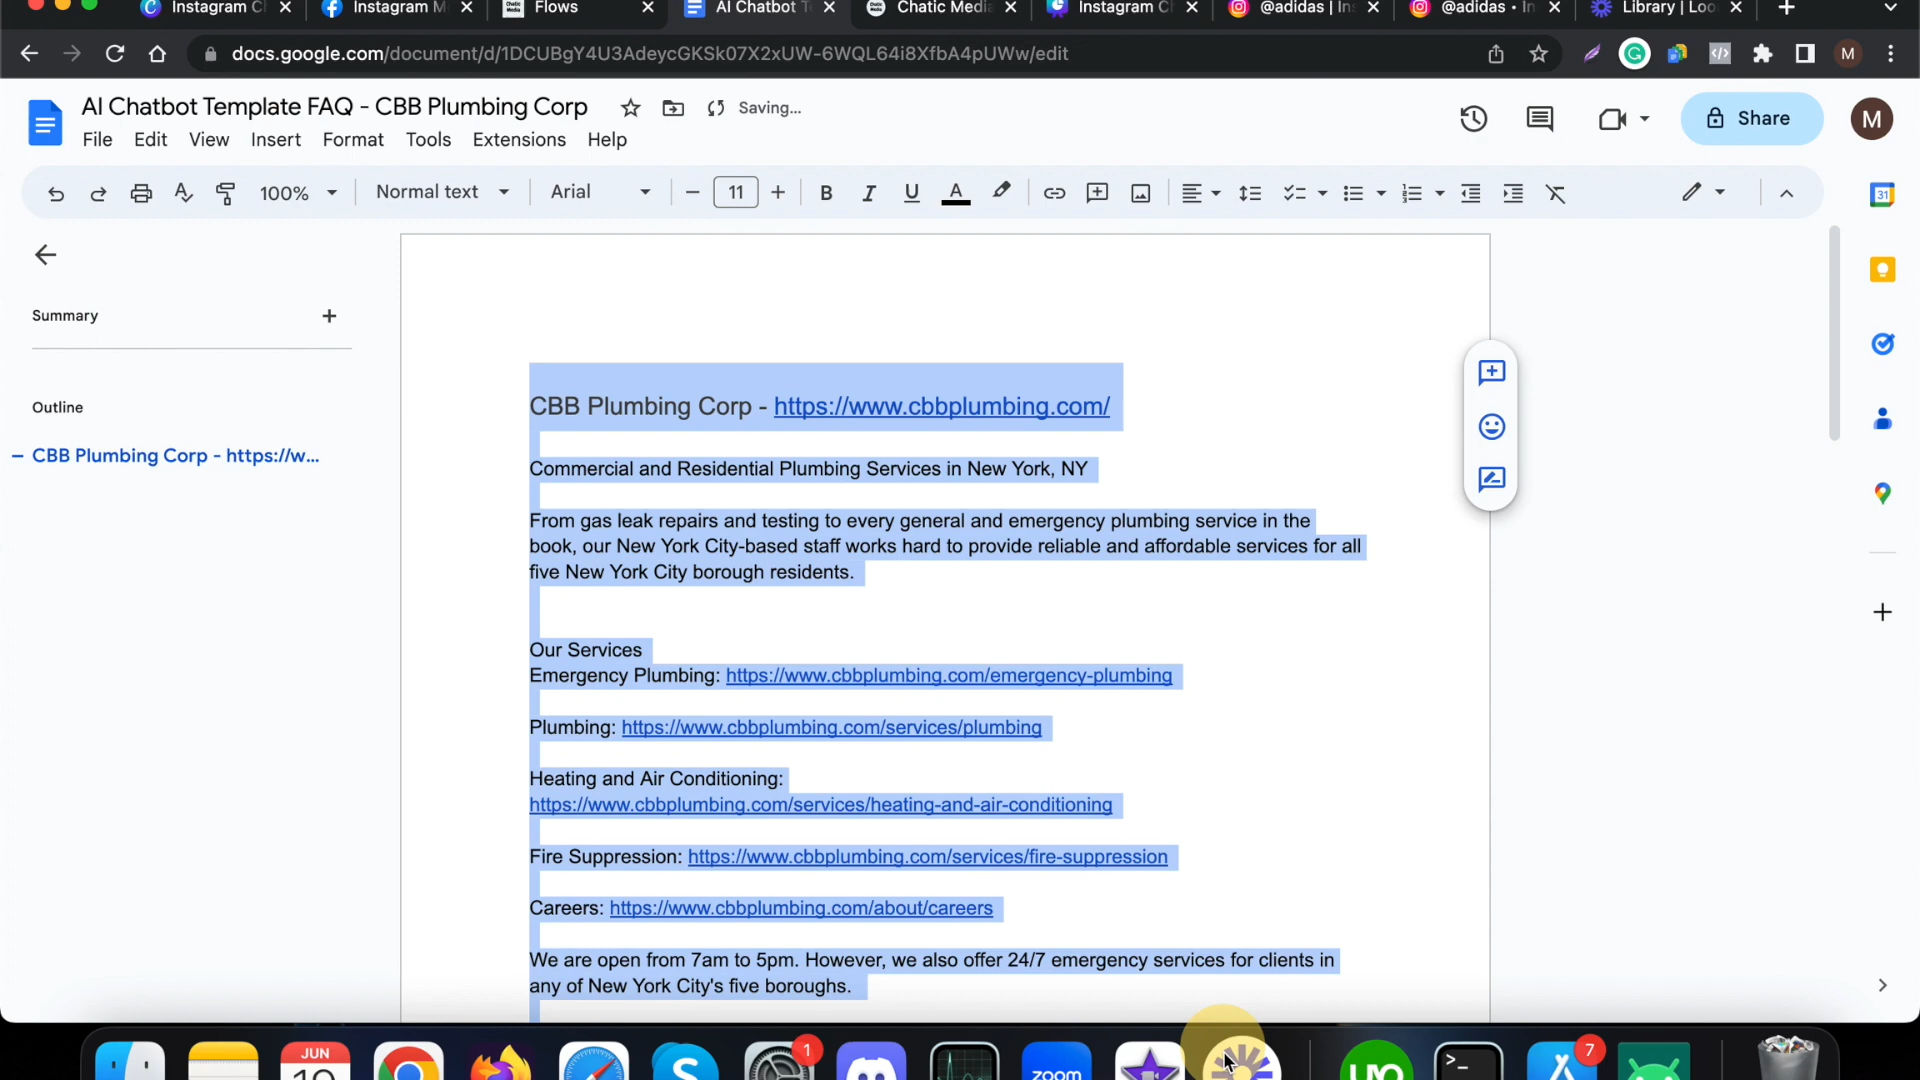 Instagram C
Instagram M
Flows
AI Chatbot T
Chatic Media
Instagram C
@adidas | Ins
@adidas • In
Library | Loo
docs.google.com/document/d/1DCUBgY4U3AdeycGKSk07X2xUW-6WQL64i8XfbA4pUWw/edit
M
AI Chatbot Template FAQ - CBB Plumbing Corp
Saving...
File Edit View Insert Format Tools Extensions Help
Share
M
100% Normal text Arial 11 B I U A
31
Summary
Outline
CBB Plumbing Corp - https://w...
CBB Plumbing Corp - https://www.cbbplumbing.com/
Commercial and Residential Plumbing Services in New York, NY
From gas leak repairs and testing to every general and emergency plumbing service in the
book, our New York City-based staff works hard to provide reliable and affordable services for all
five New York City borough residents.
Our Services
Emergency Plumbing: https://www.cbbplumbing.com/emergency-plumbing
Plumbing: https://www.cbbplumbing.com/services/plumbing
Heating and Air Conditioning:
https://www.cbbplumbing.com/services/heating-and-air-conditioning
Fire Suppression: https://www.cbbplumbing.com/services/fire-suppression
Careers: https://www.cbbplumbing.com/about/careers
We are open from 7am to 5pm. However, we also offer 24/7 emergency services for clients in
any of New York City's five boroughs.
JUN
1
zoom
7